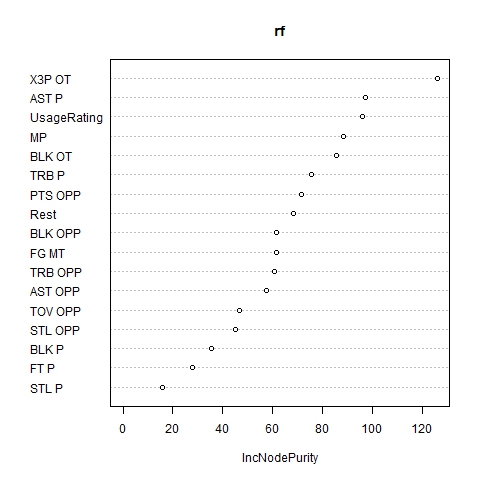 rf
X3P OT
AST P
UsageRating
MP
BLK OT
TRB P
PTS OPP
Rest
BLK OPP
FG MT
TRB OPP
AST OPP
TOV OPP
STL OPP
BLK P
FT P
STL P
0 20 40 60 80 100 120
IncNodePurity